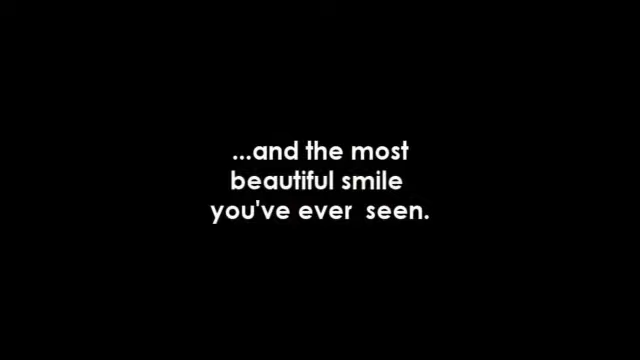 ...and the most
beautiful smile
you've ever  seen.